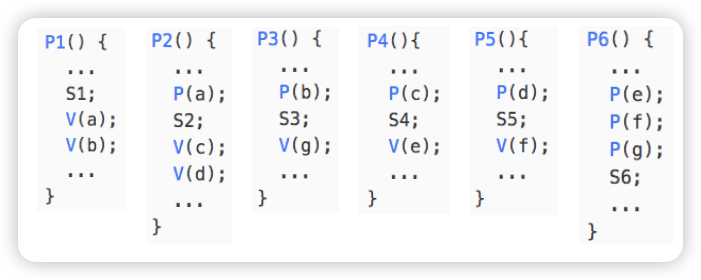 P1() {
...
S1;
V(a);
V(b);
...
}
P2() {
...
P(a);
S2;
V(c);
V(d);
...
}
P3() {
...
P(b);
S3;
V(g);
...
}
P4(){
...
P(c);
S4;
V(e);
...
}
P5(){
...
P(d);
S5;
V(f);
...
}
P6() {
...
P(e);
P(f);
P(g);
S6;
...
}